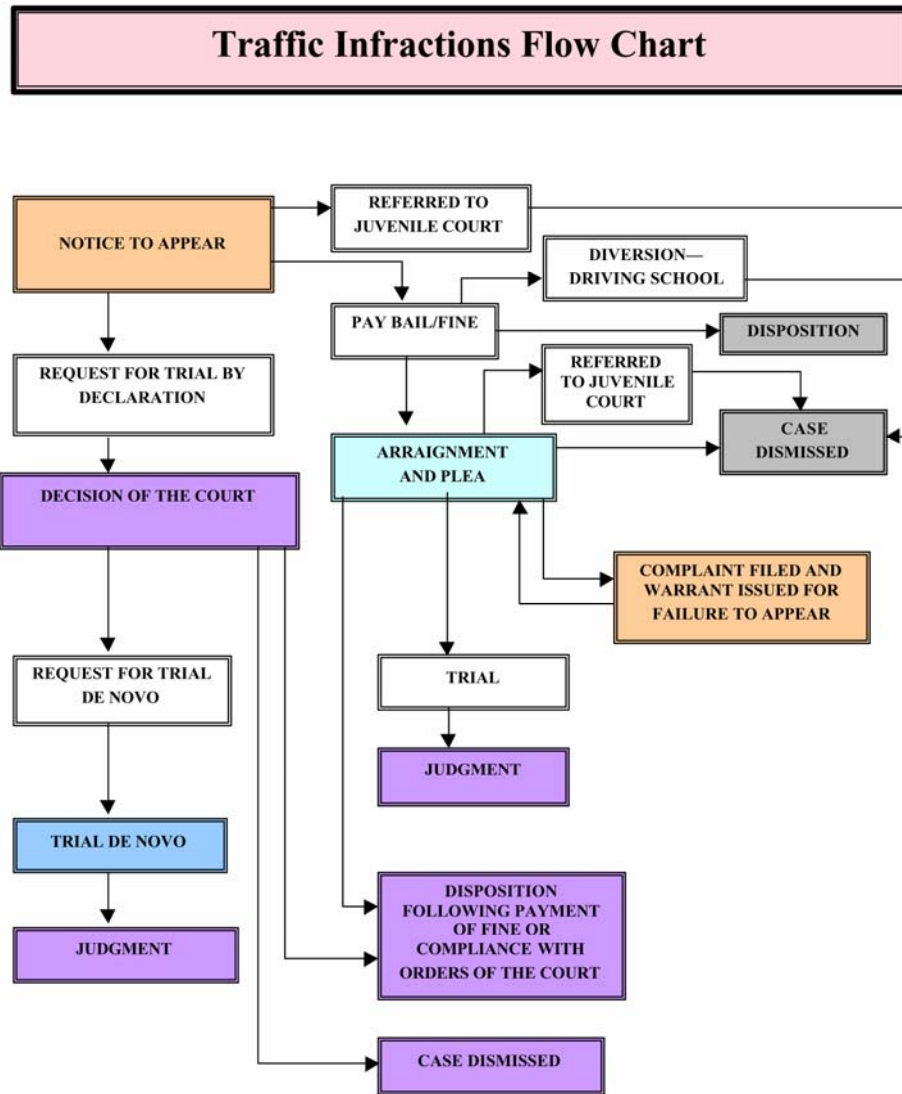 Traffic Infractions Flow Chart
REFERRED TO
JUVENILE COURT
NOTICE TO APPEAR
DIVERSION—
DRIVING SCHOOL
PAY BAIL/FINE
DISPOSITION
REQUEST FOR TRIAL BY
DECLARATION
REFERRED
TO JUVENILE
COURT
CASE
DISMISSED
ARRAIGNMENT
AND PLEA
DECISION OF THE COURT
COMPLAINT FILED AND
WARRANT ISSUED FOR
FAILURE TO APPEAR
REQUEST FOR TRIAL
DE NOVO
TRIAL
JUDGMENT
TRIAL DE NOVO
DISPOSITION
FOLLOWING PAYMENT
OF FINE OR
COMPLIANCE WITH
ORDERS OF THE COURT
JUDGMENT
CASE DISMISSED